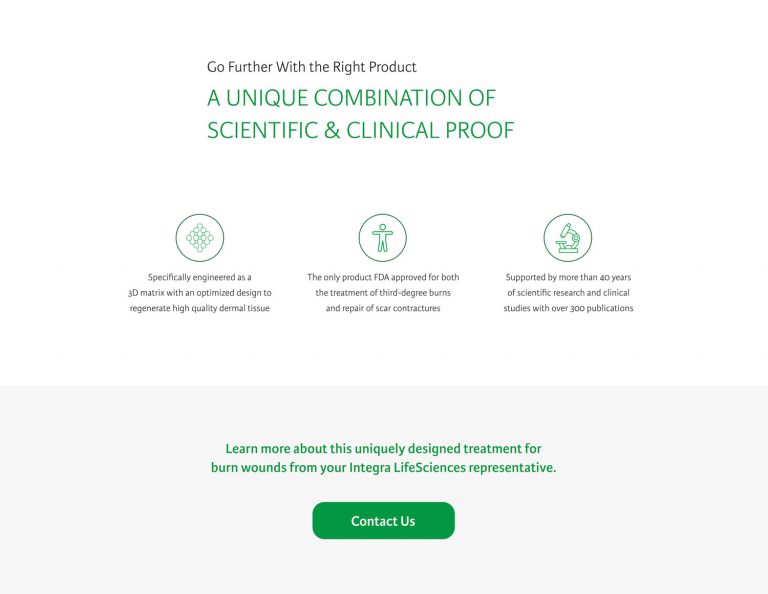 Go Further With the Right Product
A UNIQUE COMBINATION OF
SCIENTIFIC & CLINICAL PROOF
Specifically engineered as a
3D matrix with an optimized design to
regenerate high quality dermal tissue
The only product FDA approved for both
the treatment of third-degree burns
and repair of scar contractures
Supported by more than 40 years
of scientific research and clinical
studies with over 300 publications
Learn more about this uniquely designed treatment for
burn wounds from your Integra LifeSciences representative.
Contact Us